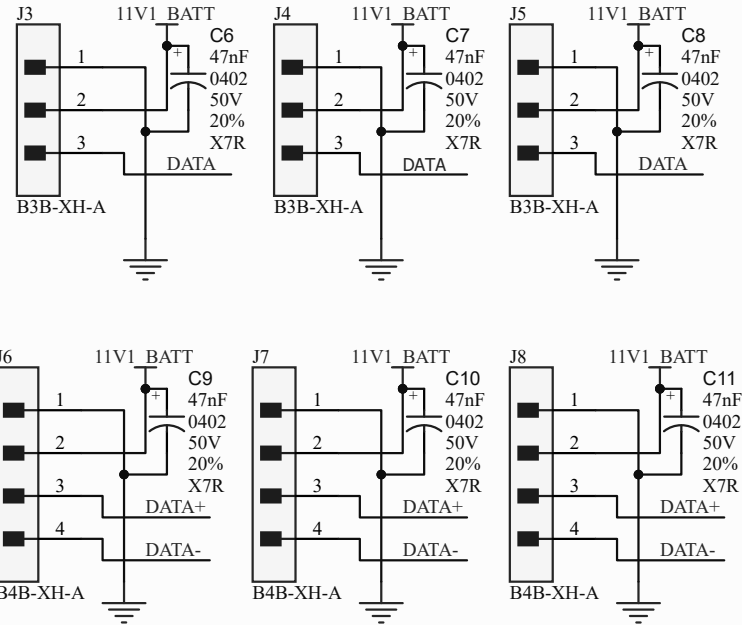 J3
11V1_BATT
C6
47nF
0402
50V
20%
X7R
+
1
2
3
DATA
B3B-XH-A
J4
11V1_BATT
C7
47nF
0402
50V
20%
X7R
+
1
2
3
DATA
B3B-XH-A
J5
11V1_BATT
C8
47nF
0402
50V
20%
X7R
+
1
2
3
DATA
B3B-XH-A
J6
11V1_BATT
C9
47nF
0402
50V
20%
X7R
+
1
2
3
DATA+
4
DATA-
B4B-XH-A
J7
11V1_BATT
C10
47nF
0402
50V
20%
X7R
+
1
2
3
DATA+
4
DATA-
B4B-XH-A
J8
11V1_BATT
C11
47nF
0402
50V
20%
X7R
+
1
2
3
DATA+
4
DATA-
B4B-XH-A